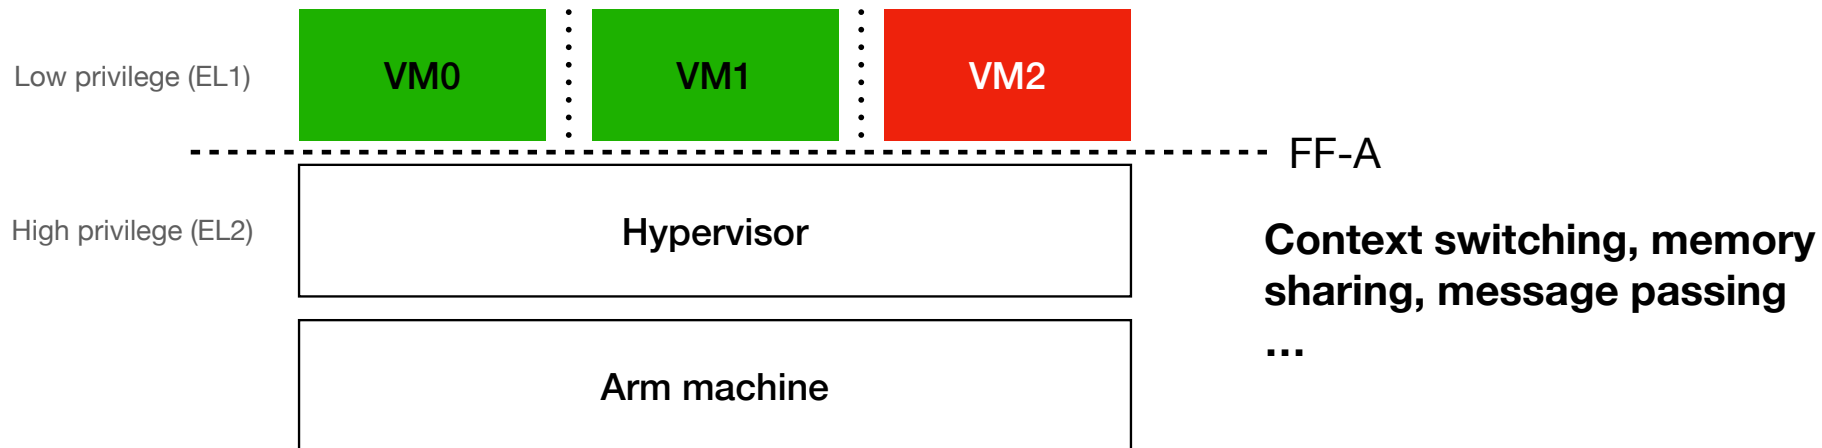 Low privilege (EL1)
VM0
VM1
VM2
FF-A
High privilege (EL2)
Hypervisor
Context switching, memory
sharing, message passing
...
Arm machine